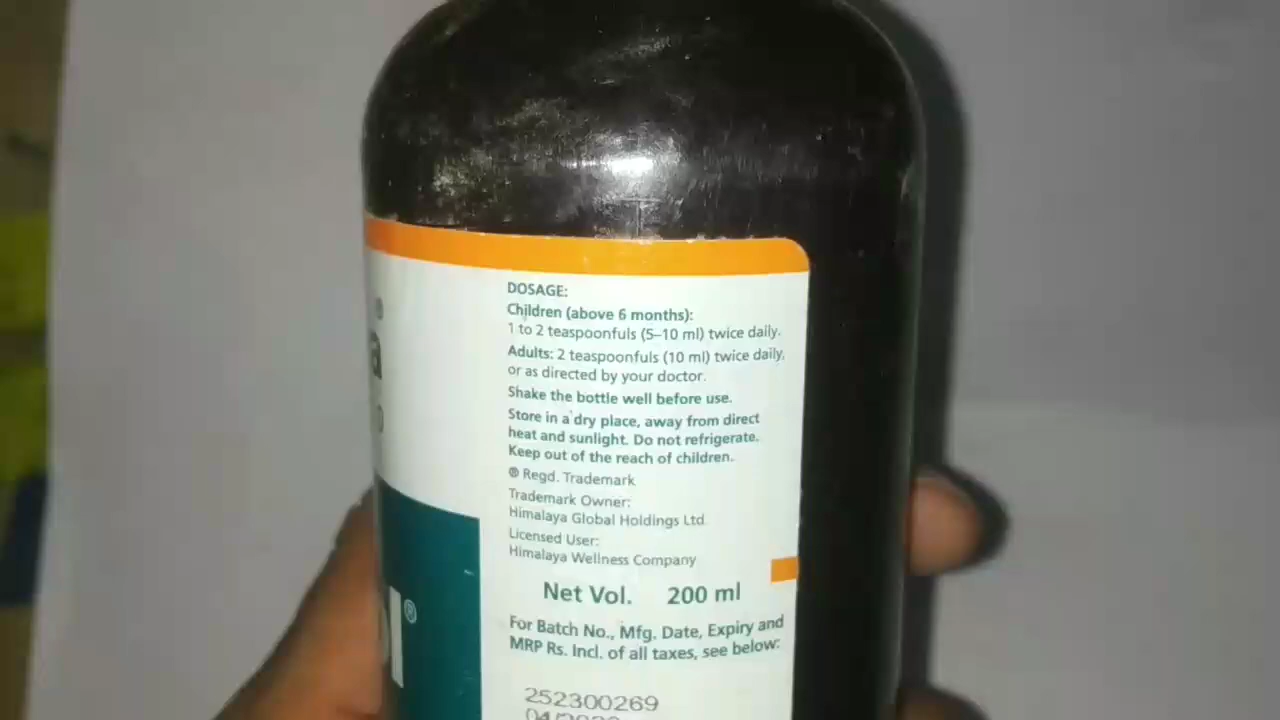 DOSAGE:
Children (above 6 months):
1 to 2 teaspoonfuls (5–10 ml) twice daily.
Adults: 2 teaspoonfuls (10 ml) twice daily,
or as directed by your doctor.
Shake the bottle well before use.
Store in a dry place, away from direct
heat and sunlight. Do not refrigerate.
Keep out of the reach of children.
® Regd. Trademark
Trademark Owner:
Himalaya Global Holdings Ltd.
Licensed User:
Himalaya Wellness Company
Net Vol. 200 ml
For Batch No., Mfg. Date, Expiry and
MRP Rs. Incl. of all taxes, see below:
252300269